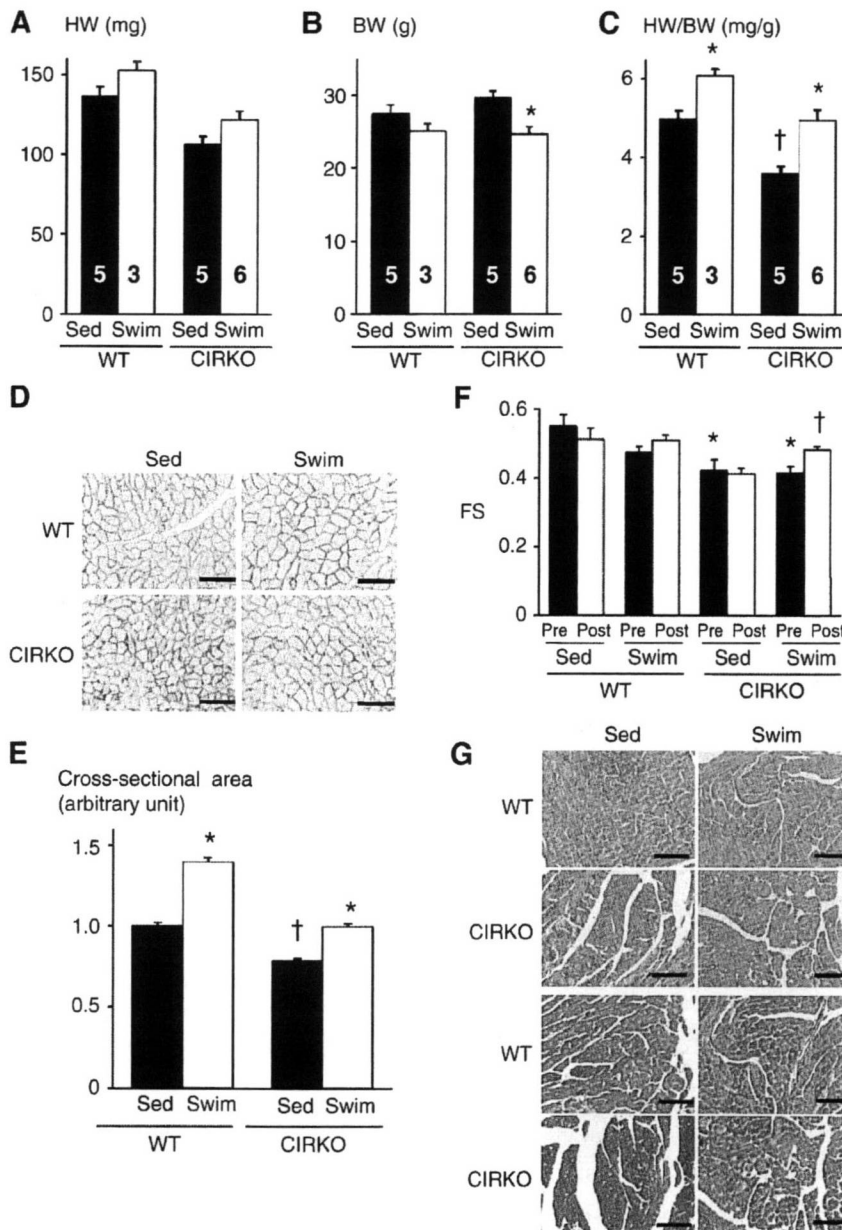 A HW (mg)
150
100
50
0
5 3 5 6
Sed Swim Sed Swim
WT CIRKO
B BW (g)
30
20
10
0
*
5 3 5 6
Sed Swim Sed Swim
WT CIRKO
C HW/BW (mg/g)
6
4
2
0
* † *
5 3 5 6
Sed Swim Sed Swim
WT CIRKO
D
Sed Swim
WT
CIRKO
E
Cross-sectional area
(arbitrary unit)
1.5
1.0
0.5
0
* † *
Sed Swim Sed Swim
WT CIRKO
F
0.6
0.4
0.2
0
FS
* * †
Pre Post Pre Post Pre Post Pre Post
Sed Swim Sed Swim
WT CIRKO
G
Sed Swim
WT
CIRKO
WT
CIRKO